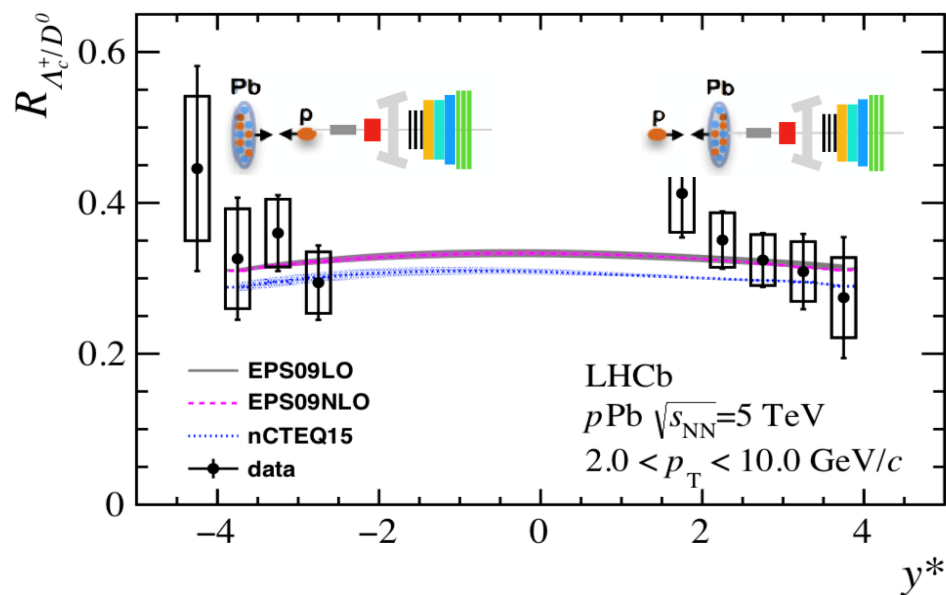 R Λc+/D0
0.6
0.4
0.2
0
Pb
p
p
Pb
EPS09LO
EPS09NLO
nCTEQ15
data
LHCb
pPb √sNN=5 TeV
2.0 < pT < 10.0 GeV/c
−4 −2 0 2 4
y*